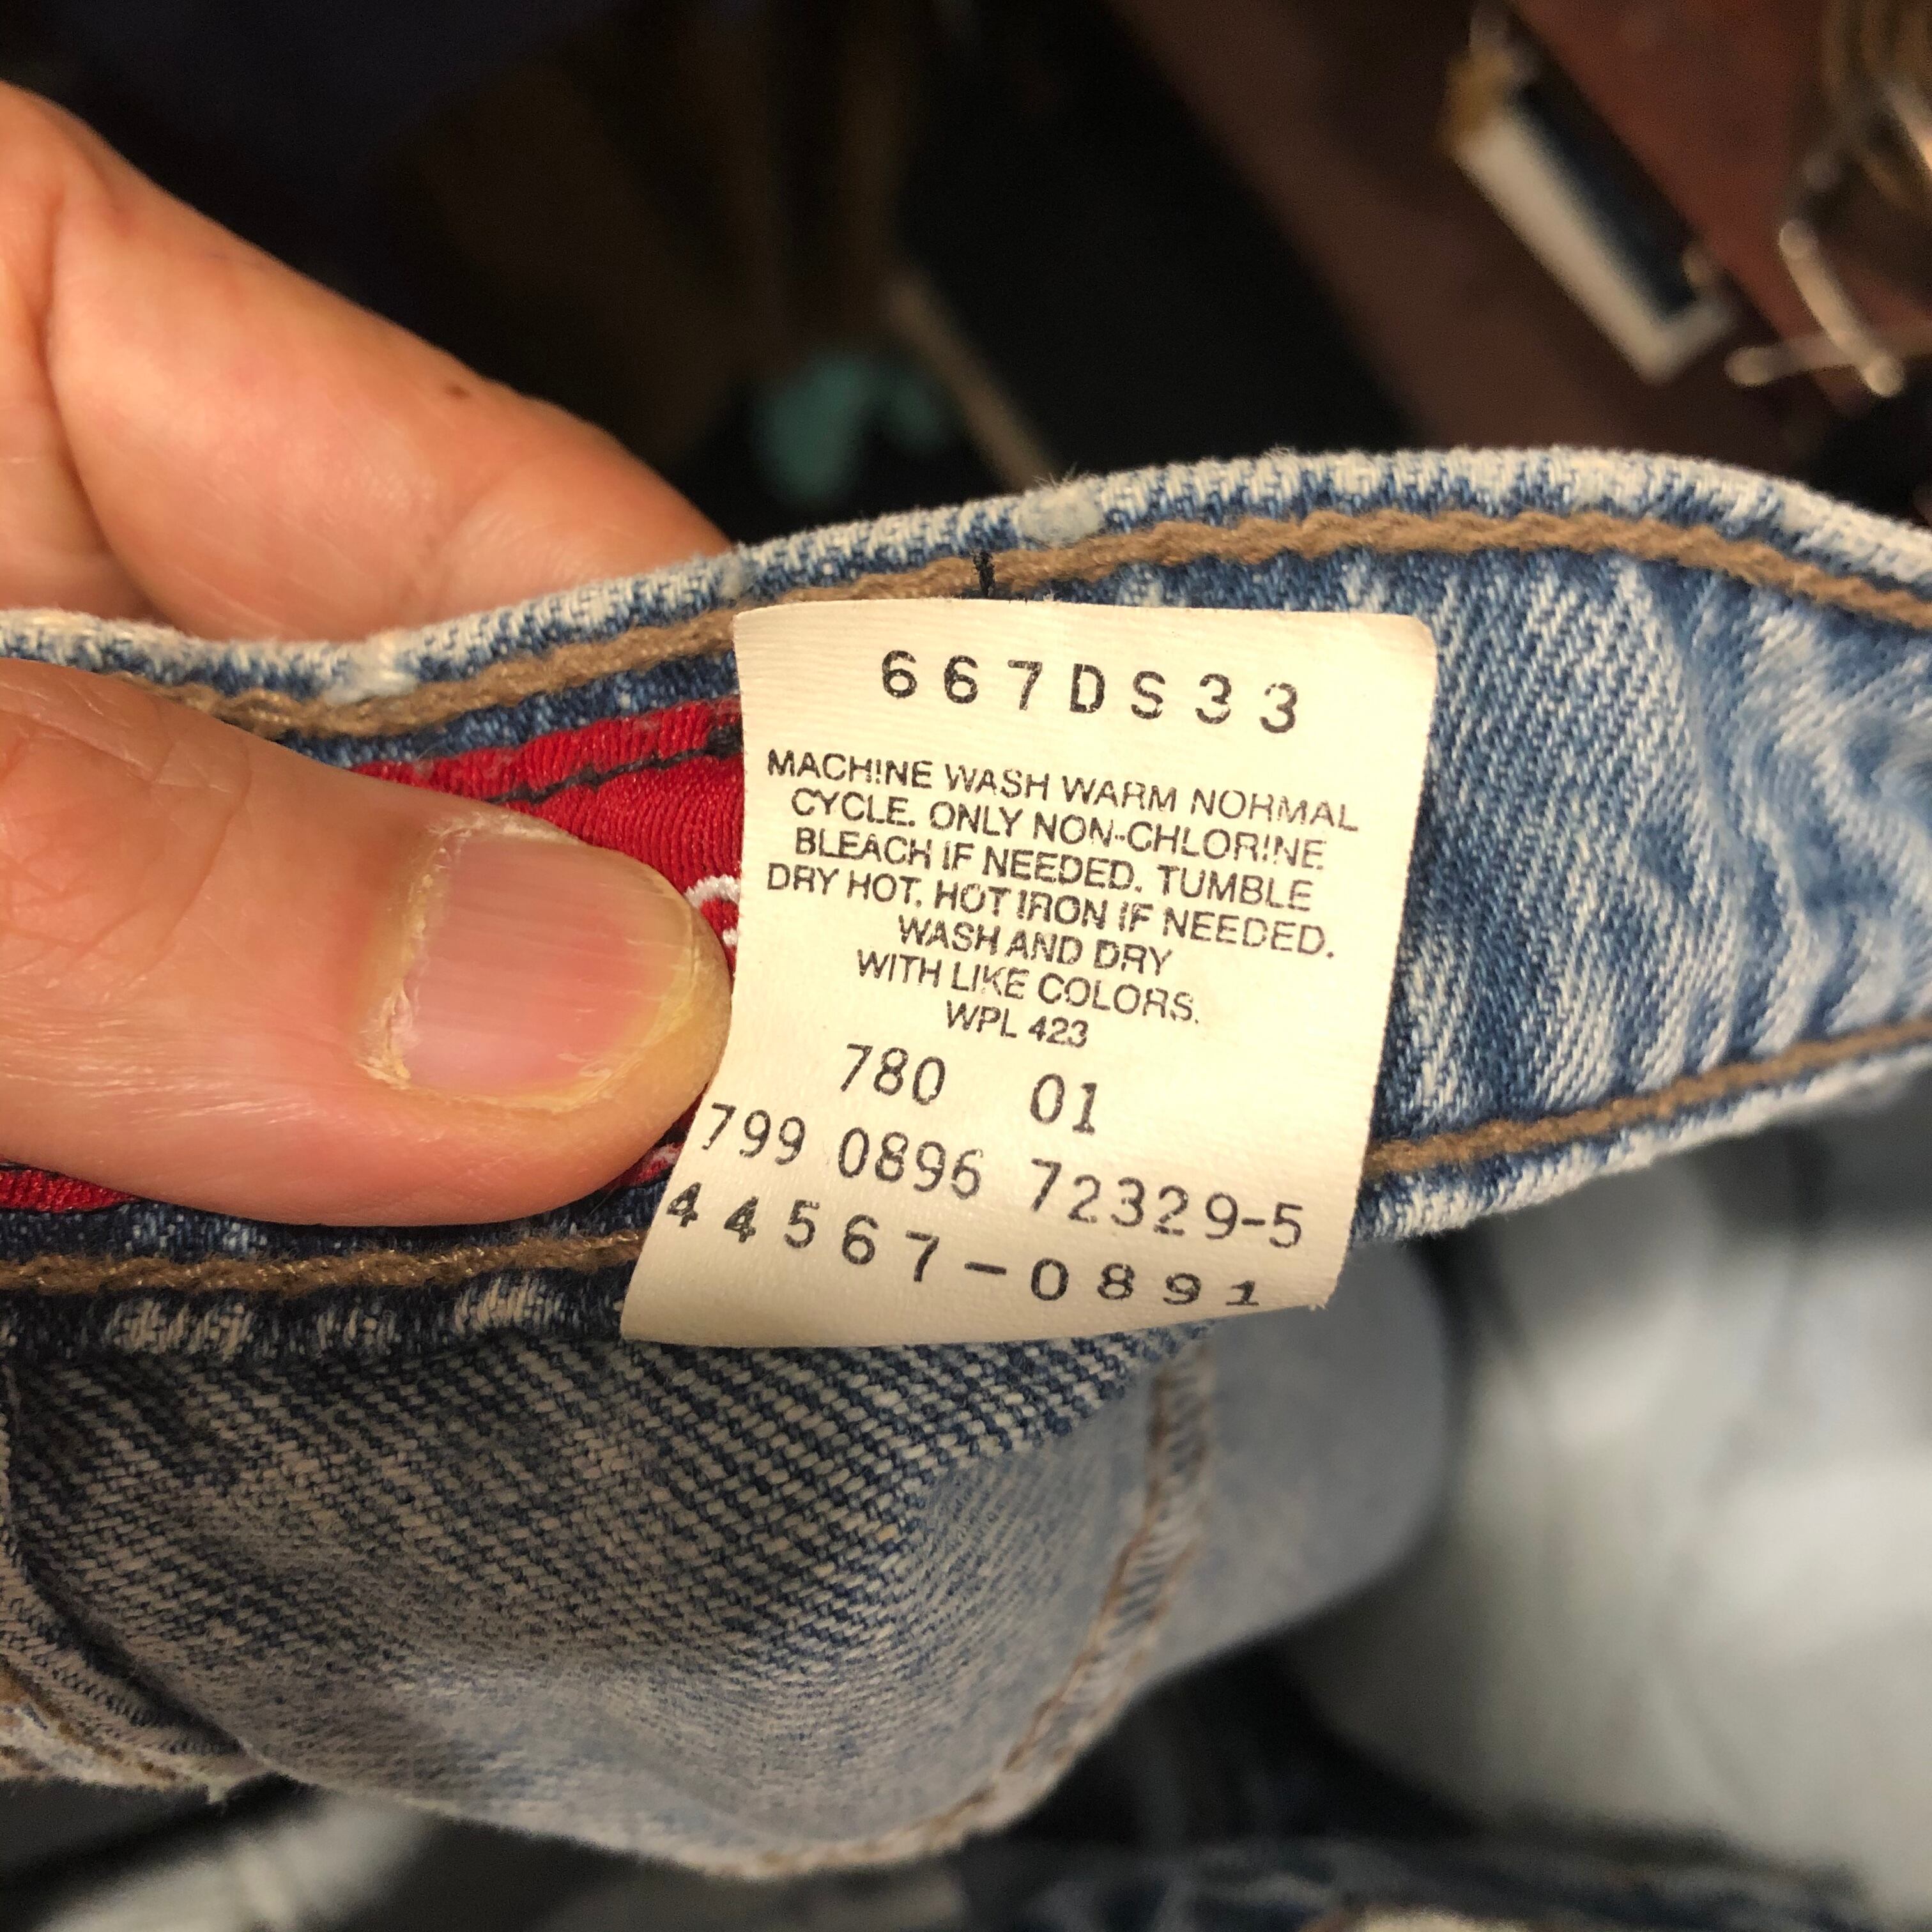 667DS33
MACHINE WASH WARM NORMAL
CYCLE. ONLY NON-CHLORINE
BLEACH IF NEEDED. TUMBLE
DRY HOT. HOT IRON IF NEEDED.
WASH AND DRY
WITH LIKE COLORS.
WPL 423
780 01
799 0896 72329-5
44567-0891